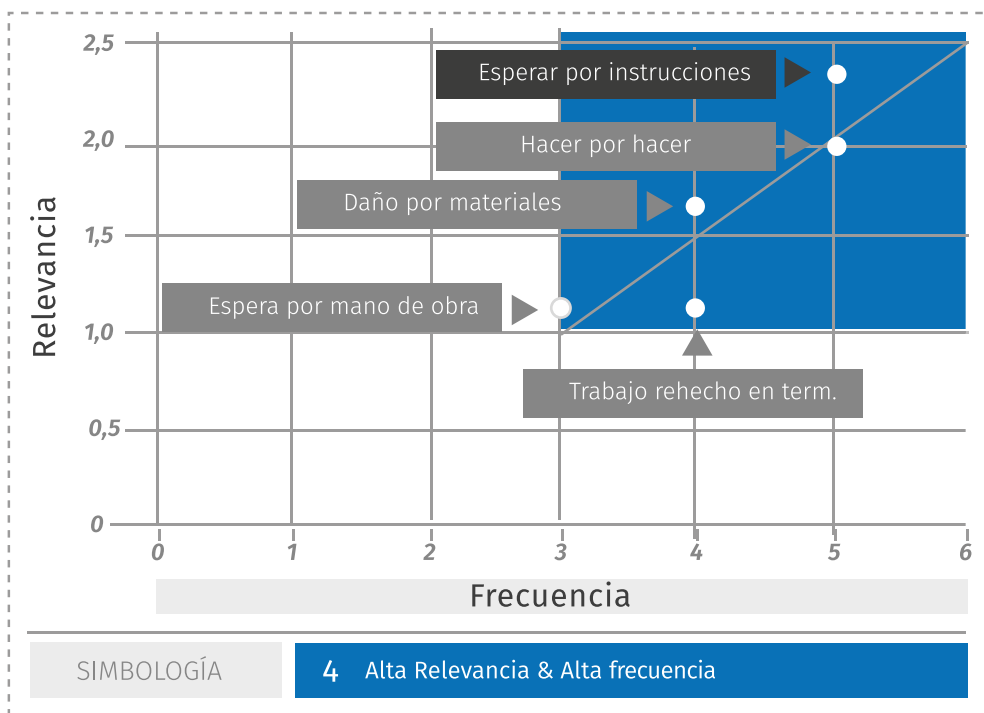 2,5
Esperar por instrucciones
2,0
Hacer por hacer
Daño por materiales
1,5
Relevancia
Espera por mano de obra
1,0
Trabajo rehecho en term.
0,5
0
0 1 2 3 4 5 6
Frecuencia
SIMBOLOGÍA
4 Alta Relevancia & Alta frecuencia